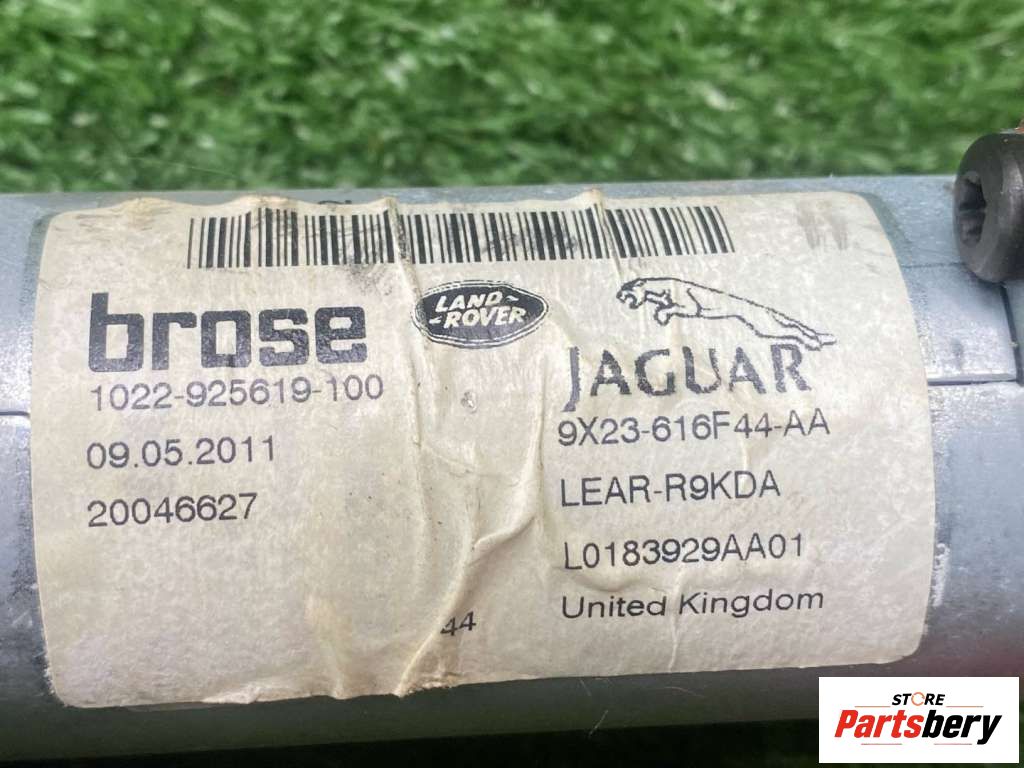 brose
LAND-
-ROVER
JAGUAR
1022-925619-100
9X23-616F44-AA
09.05.2011
LEAR-R9KDA
20046627
L0183929AA01
United Kingdom
44
STORE
Partsbery